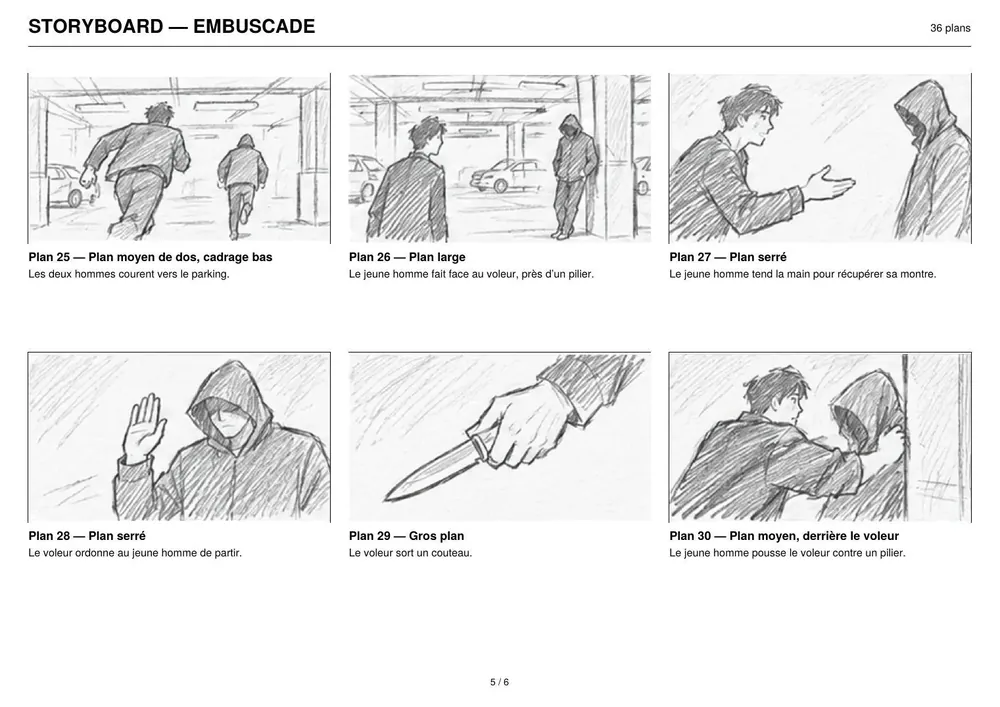 STORYBOARD — EMBUSCADE
36 plans
Plan 25 — Plan moyen de dos, cadrage bas
Les deux hommes courent vers le parking.
Plan 26 — Plan large
Le jeune homme fait face au voleur, près d'un pilier.
Plan 27 — Plan serré
Le jeune homme tend la main pour récupérer sa montre.
Plan 28 — Plan serré
Le voleur ordonne au jeune homme de partir.
Plan 29 — Gros plan
Le voleur sort un couteau.
Plan 30 — Plan moyen, derrière le voleur
Le jeune homme pousse le voleur contre un pilier.
5 / 6